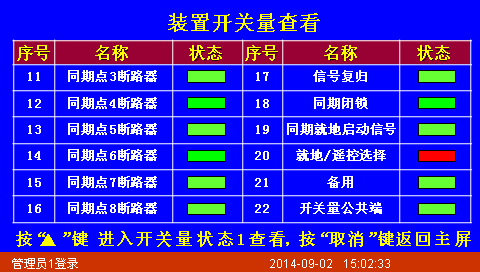 装置开关量查看
序号 名称 状态 序号 名称 状态
11 同期点3断路器 17 信号复归
12 同期点4断路器 18 同期闭锁
13 同期点5断路器 19 同期就地启动信号
14 同期点6断路器 20 就地/遥控选择
15 同期点7断路器 21 备用
16 同期点8断路器 22 开关量公共端
按“▲”键 进入开关量状态1查看,按“取消”键返回主屏
管理员1登录 2014-09-02 15:02:33